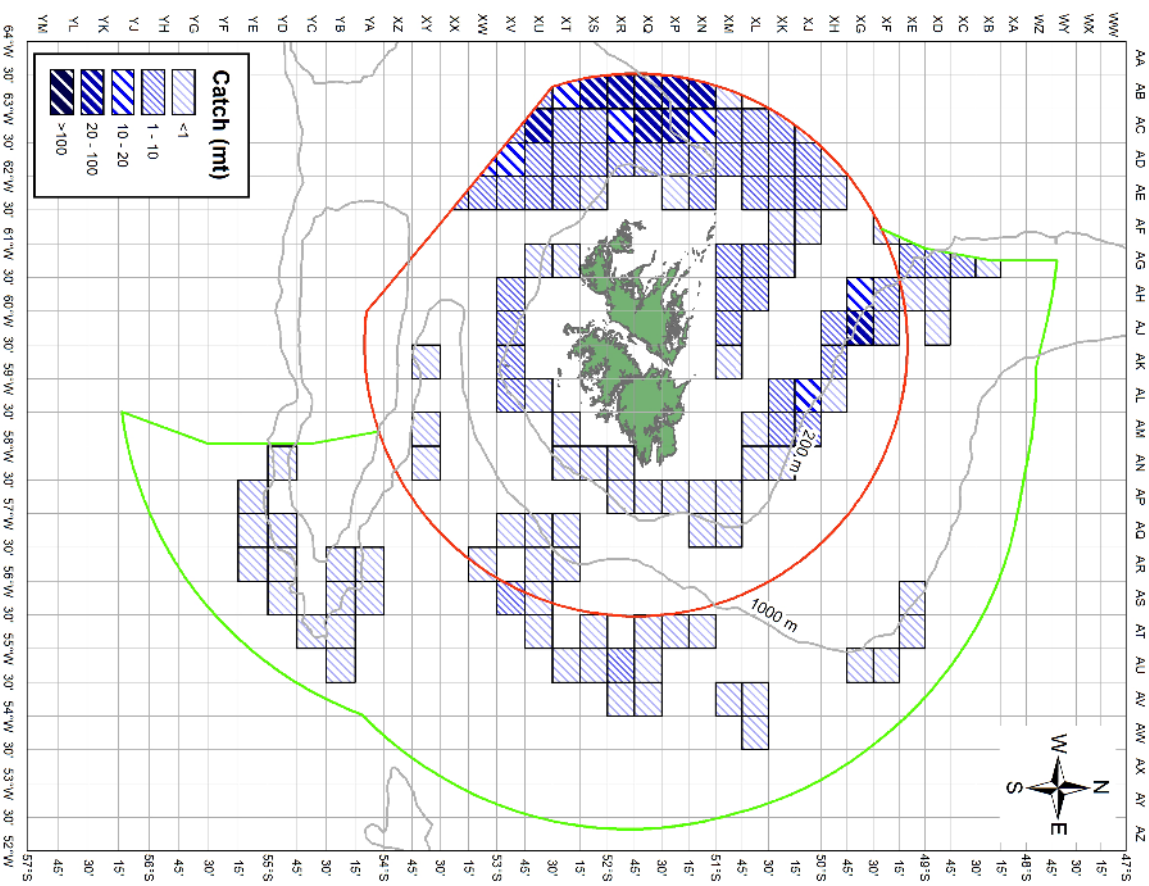 AA AB AC AD AE AF AG AH AJ AK AL AM AN AP AQ AR AS AT AU AV AW AX AY AZ
WW
WX
WY
WZ
XA
XB
XC
XD
XE
XF
XG
XJ
XK
XL
XM
XN
XP
XQ
XR
XS
XT
XU
XV
XW
XX
XY
XZ
YA
YB
YC
YD
YE
YF
YG
YH
YJ
YK
YL
YM
N
W E
S
200 m
1000 m
Catch (mt)
<1
1 - 10
10 - 20
20 - 100
>100
47°S
15'
30'
45'
48°S
15'
30'
45'
49°S
15'
30'
45'
50°S
15'
30'
45'
51°S
15'
30'
45'
52°S
15'
30'
45'
53°S
15'
30'
45'
54°S
15'
30'
45'
55°S
15'
30'
45'
56°S
15'
30'
45'
57°S
64°W 30' 63°W 30' 62°W 30' 61°W 30' 60°W 30' 59°W 30' 58°W 30' 57°W 30' 56°W 30' 55°W 30' 54°W 30' 53°W 30' 52°W